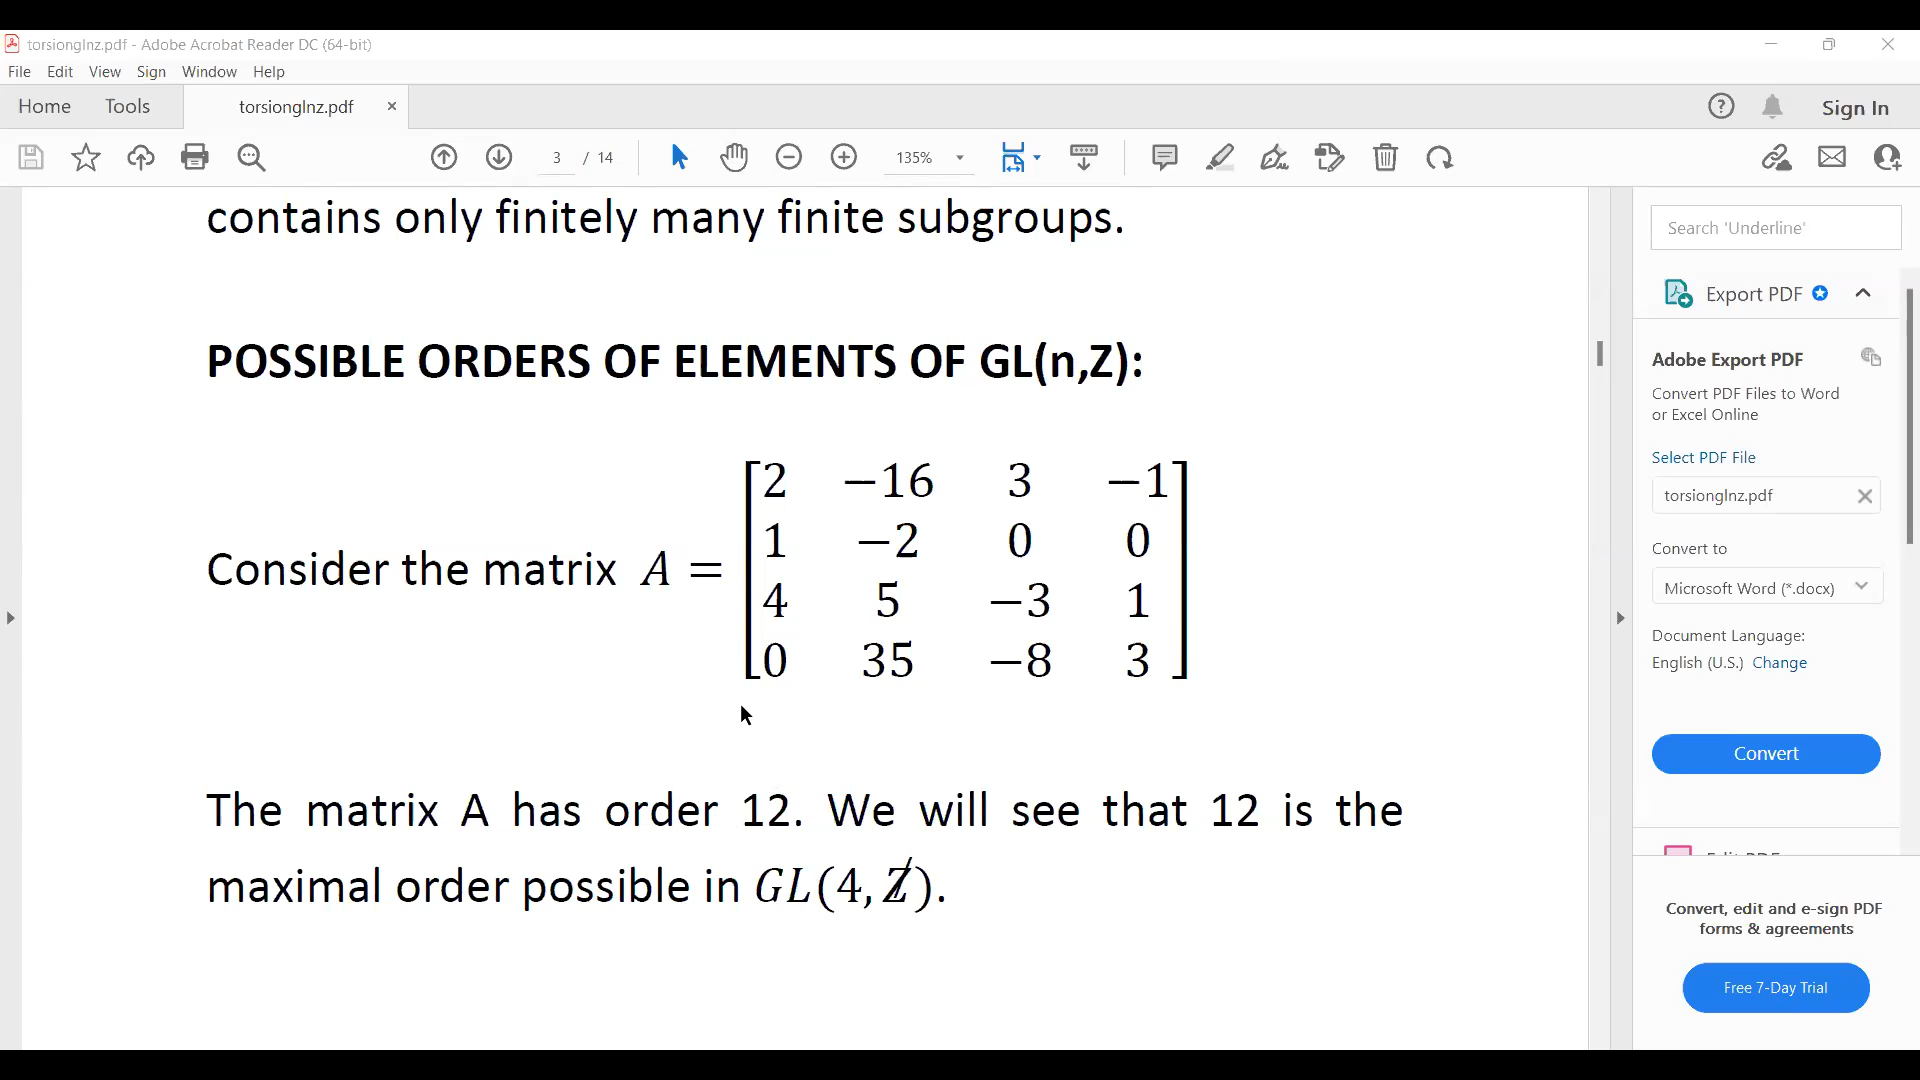 torsionglnz.pdf - Adobe Acrobat Reader DC (64-bit)
File Edit View Sign Window Help
Home Tools torsionglnz.pdf × Sign In
3 / 14 135%
contains only finitely many finite subgroups.
POSSIBLE ORDERS OF ELEMENTS OF GL(n,Z):
Consider the matrix A =
2 −16 3 −1
1 −2 0 0
4 5 −3 1
0 35 −8 3
The matrix A has order 12. We will see that 12 is the
maximal order possible in GL(4, Z).
Search 'Underline'
Export PDF
Adobe Export PDF
Convert PDF Files to Word
or Excel Online
Select PDF File
torsionglnz.pdf
Convert to
Microsoft Word (*.docx)
Document Language:
English (U.S.) Change
Convert
Convert, edit and e-sign PDF
forms & agreements
Free 7-Day Trial